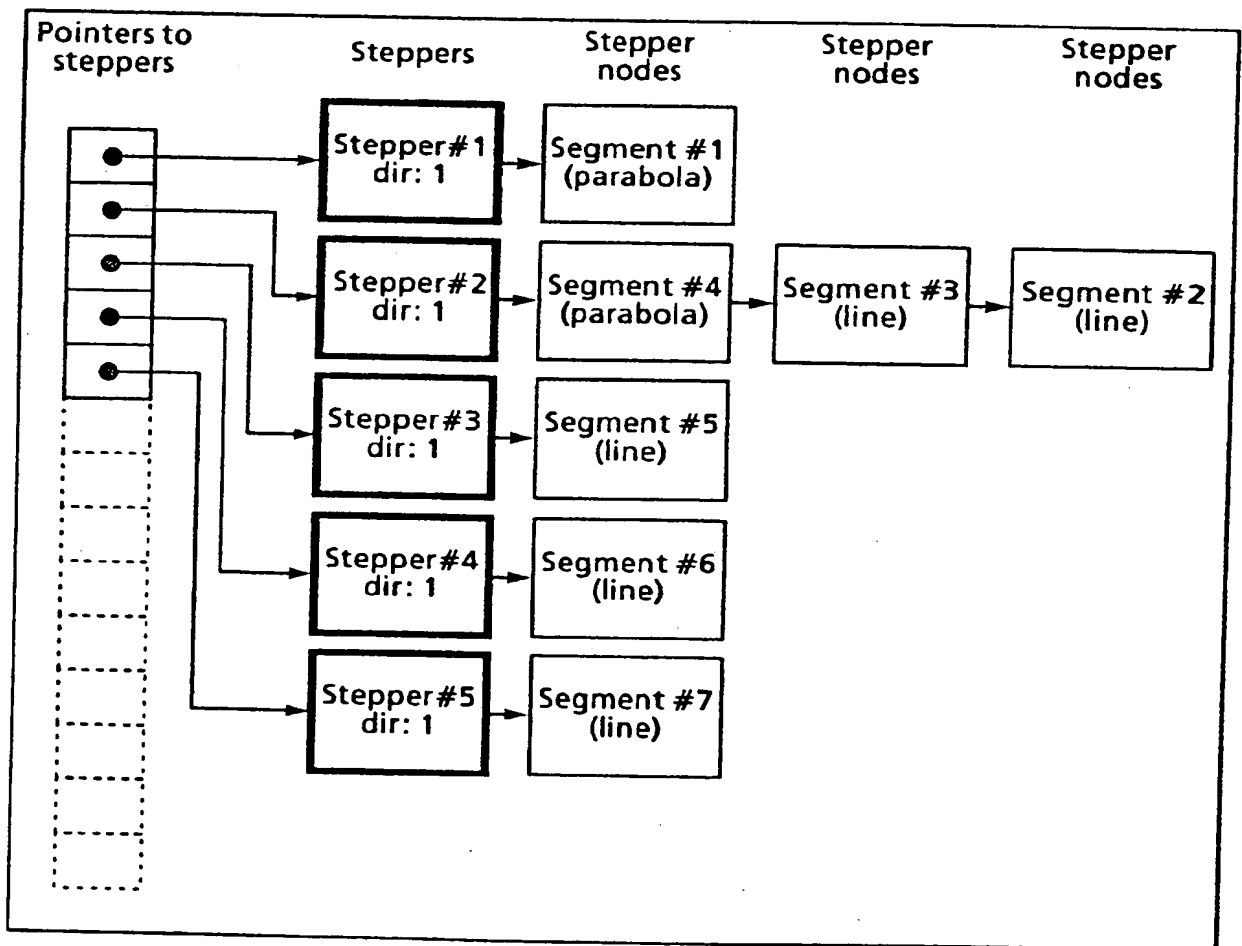 Pointers to
steppers
Steppers
Stepper
nodes
Stepper
nodes
Stepper
nodes
Stepper#1
dir: 1
Segment #1
(parabola)
Stepper#2
dir: 1
Segment #4
(parabola)
Segment #3
(line)
Segment #2
(line)
Stepper#3
dir: 1
Segment #5
(line)
Stepper#4
dir: 1
Segment #6
(line)
Stepper#5
dir: 1
Segment #7
(line)